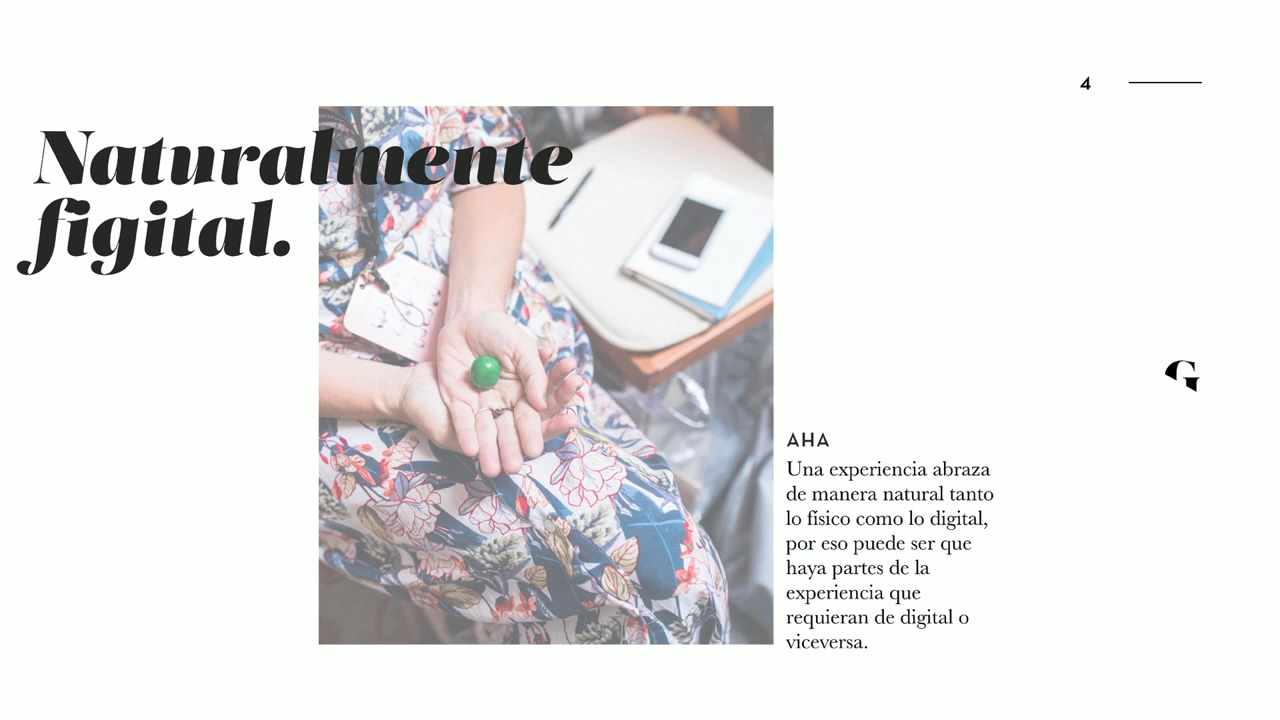 4
Naturalmente
figital.
G
AHA
Una experiencia abraza
de manera natural tanto
lo físico como lo digital,
por eso puede ser que
haya partes de la
experiencia que
requieran de digital o
viceversa.